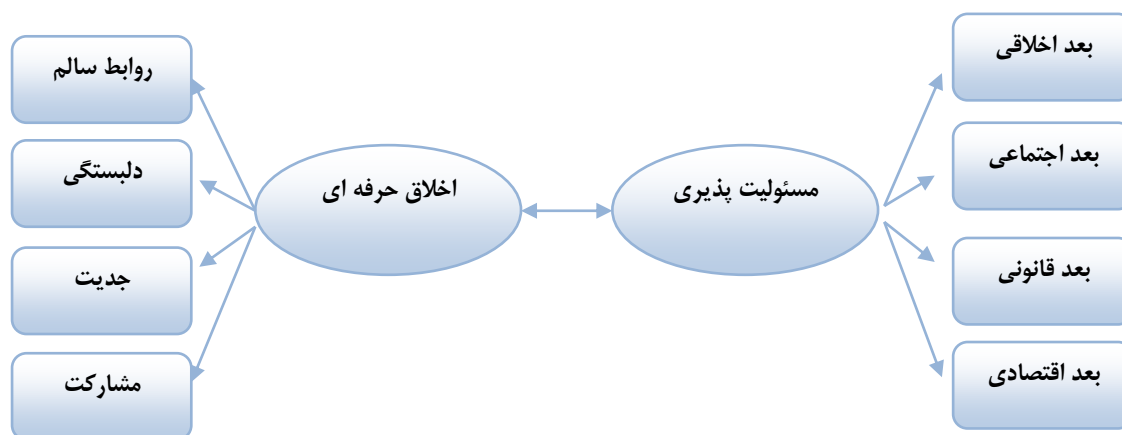 بعد اخلاقی
بعد اجتماعی
بعد قانونی
بعد اقتصادی
مسئولیت پذیری
اخلاق حرفه ای
روابط سالم
دلبستگی
جدیت
مشارکت